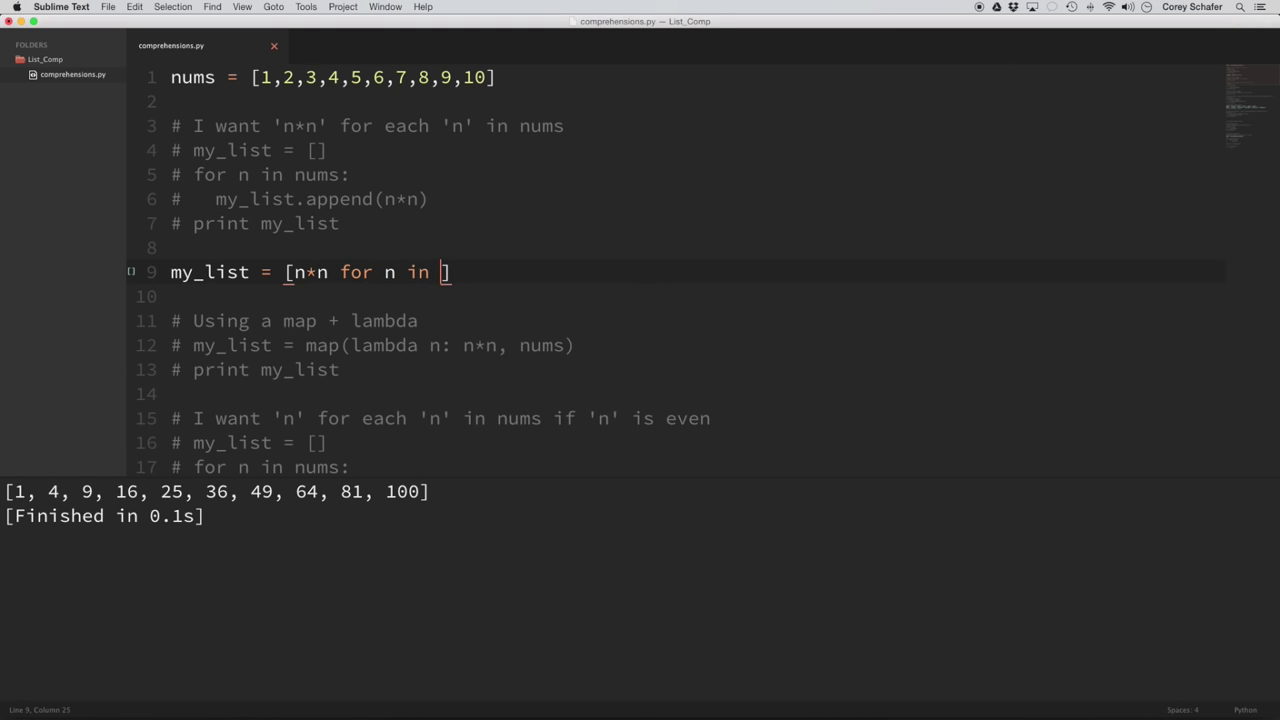 Sublime Text File Edit Selection Find View Goto Tools Project Window Help Corey Schafer
comprehensions.py — List_Comp
FOLDERS
List_Comp
comprehensions.py
comprehensions.py
1 nums = [1,2,3,4,5,6,7,8,9,10]
2
3 # I want 'n*n' for each 'n' in nums
4 # my_list = []
5 # for n in nums:
6 #   my_list.append(n*n)
7 # print my_list
8
9 my_list = [n*n for n in ]
10
11 # Using a map + lambda
12 # my_list = map(lambda n: n*n, nums)
13 # print my_list
14
15 # I want 'n' for each 'n' in nums if 'n' is even
16 # my_list = []
17 # for n in nums:
[1, 4, 9, 16, 25, 36, 49, 64, 81, 100]
[Finished in 0.1s]
Line 9, Column 25 Spaces: 4 Python